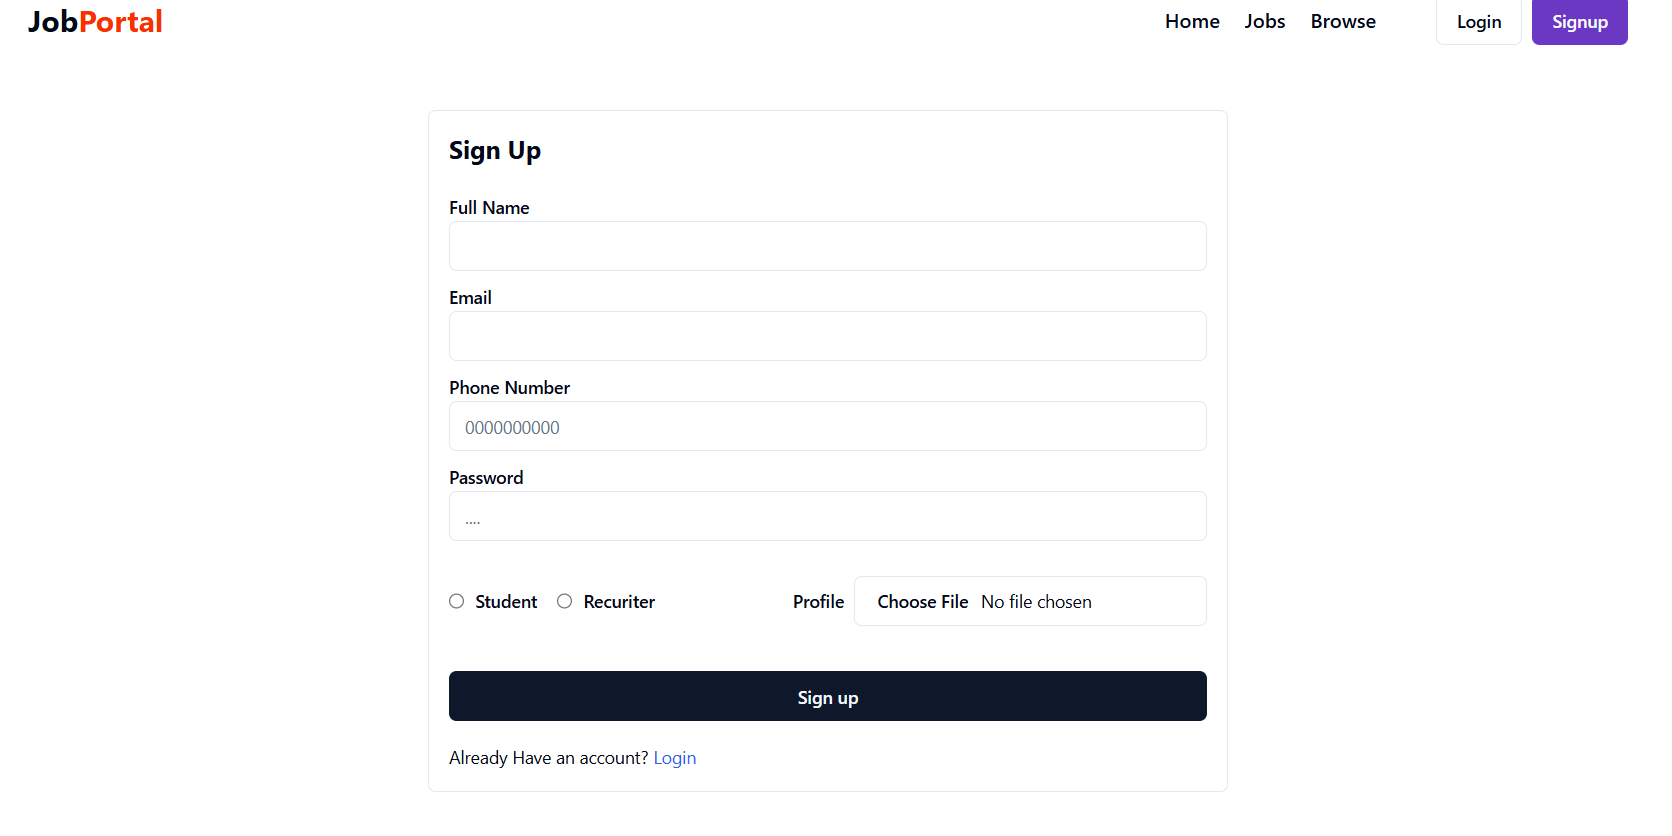 JobPortal Home Jobs Browse Login Signup
Sign Up
Full Name
Email
Phone Number
0000000000
Password
....
Student Recuriter Profile Choose File No file chosen
Sign up
Already Have an account? Login